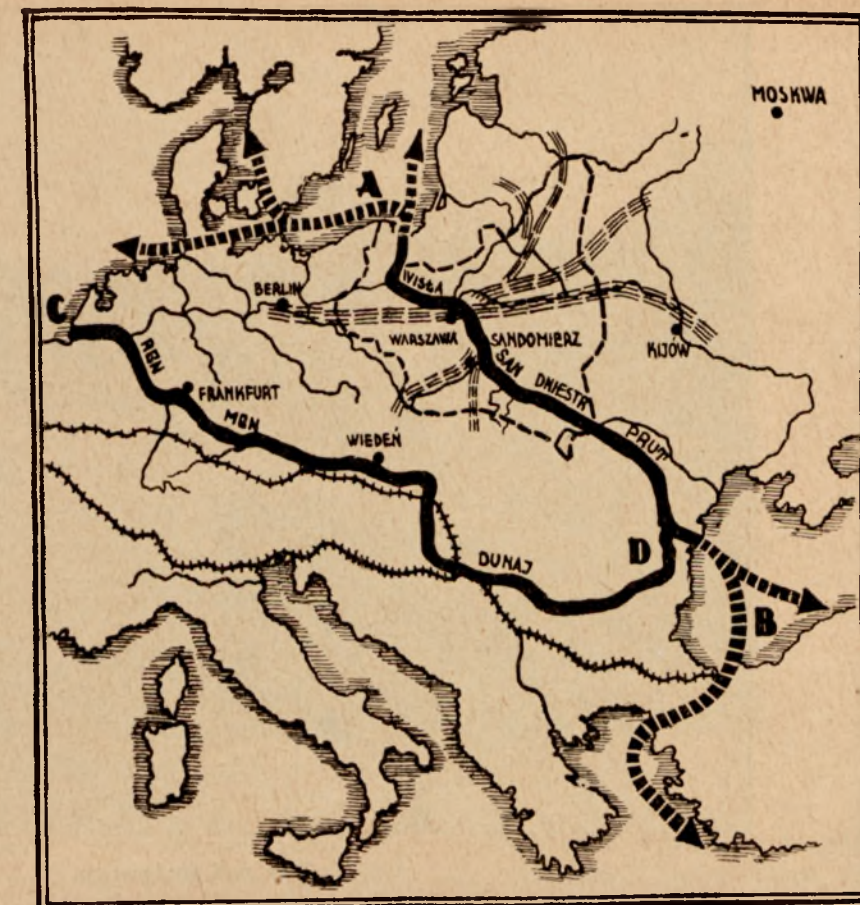 MOSKWA
A
WISŁA
BERLIN
C
WARSZAWA
SANDOMIERZ
KIJÓW
REN
SAN
DNIESTR
FRANKFURT
MEN
PRUT
WIEDEŃ
D
DUNAJ
B